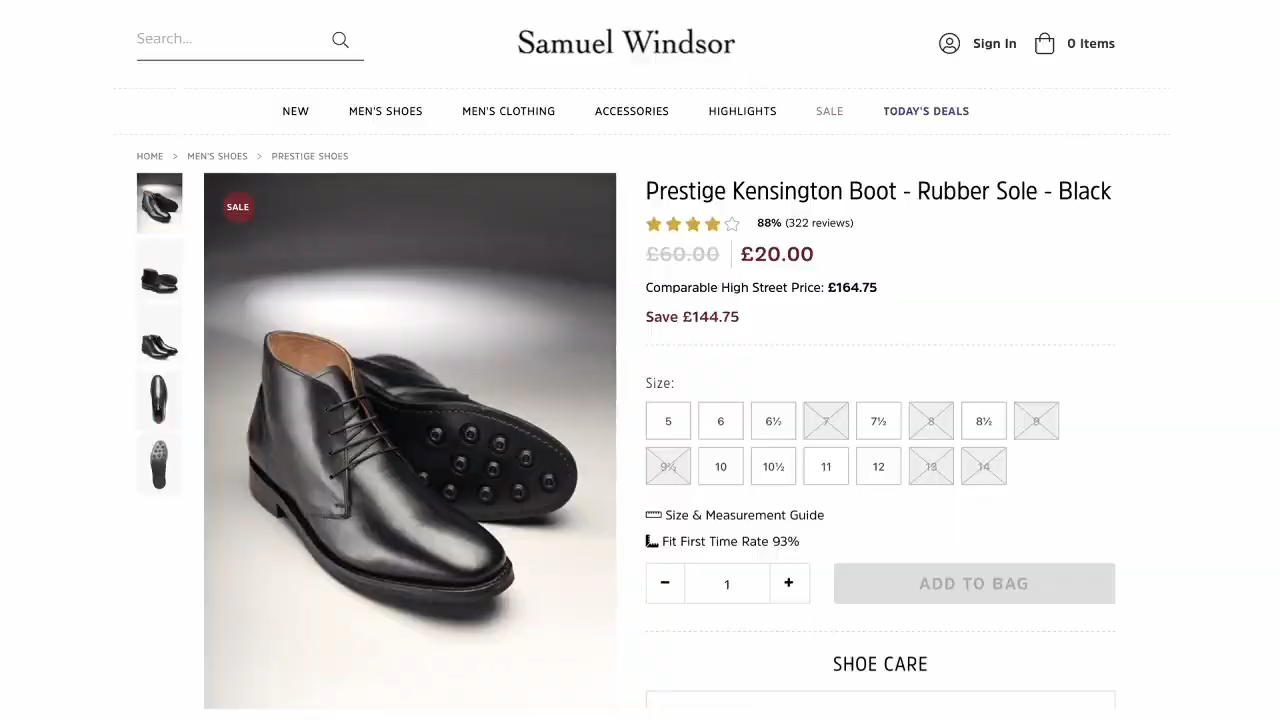 Search...
Samuel Windsor
Sign In
0 Items
NEW
MEN'S SHOES
MEN'S CLOTHING
ACCESSORIES
HIGHLIGHTS
SALE
TODAY'S DEALS
HOME > MEN'S SHOES > PRESTIGE SHOES
SALE
Prestige Kensington Boot - Rubber Sole - Black
88% (322 reviews)
£60.00 £20.00
Comparable High Street Price: £164.75
Save £144.75
Size:
5 6 6½ 7 7½ 8 8½ 9
9½ 10 10½ 11 12 13 14
Size & Measurement Guide
Fit First Time Rate 93%
- 1 +
ADD TO BAG
SHOE CARE